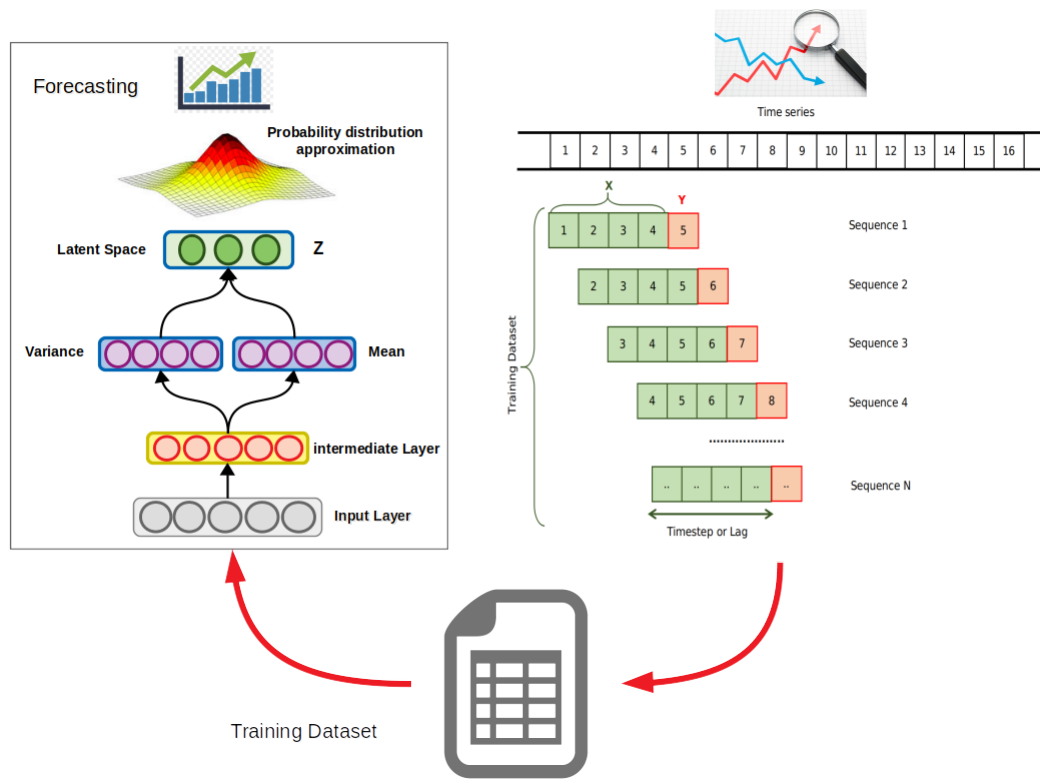 Forecasting
Probability distribution
approximation
Latent Space
Z
Variance
Mean
intermediate Layer
Input Layer
Time series
1 2 3 4 5 6 7 8 9 10 11 12 13 14 15 16
X
Y
Training Dataset
1 2 3 4 5
Sequence 1
2 3 4 5 6
Sequence 2
3 4 5 6 7
Sequence 3
4 5 6 7 8
Sequence 4
.....................
.. .. .. .. ..
Sequence N
Timestep or Lag
Training Dataset